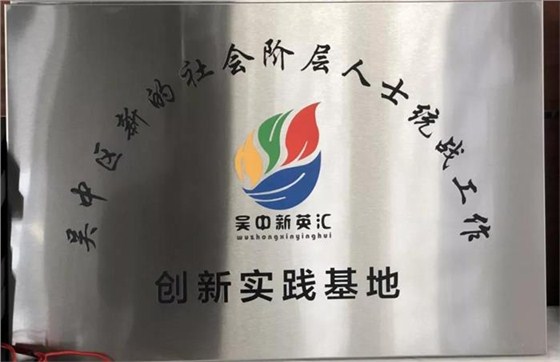 吴中区新的社会阶层人士统战工作
吴中新英汇
wuzhongxinyinghui
创新实践基地